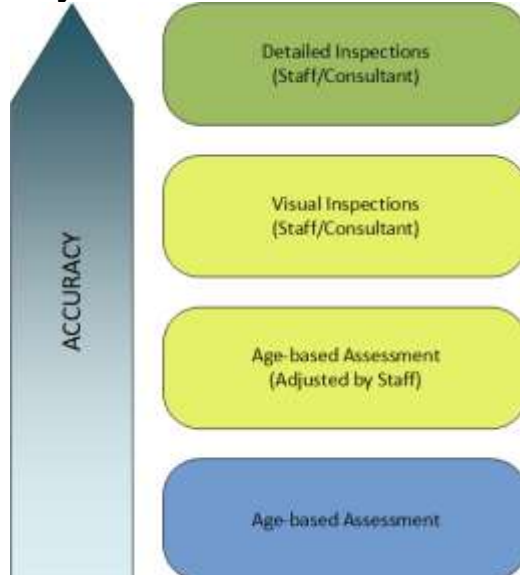 Detailed Inspections
(Staff/Consultant)
Visual Inspections
(Staff/Consultant)
ACCURACY
Age-based Assessment
(Adjusted by Staff)
Age-based Assessment